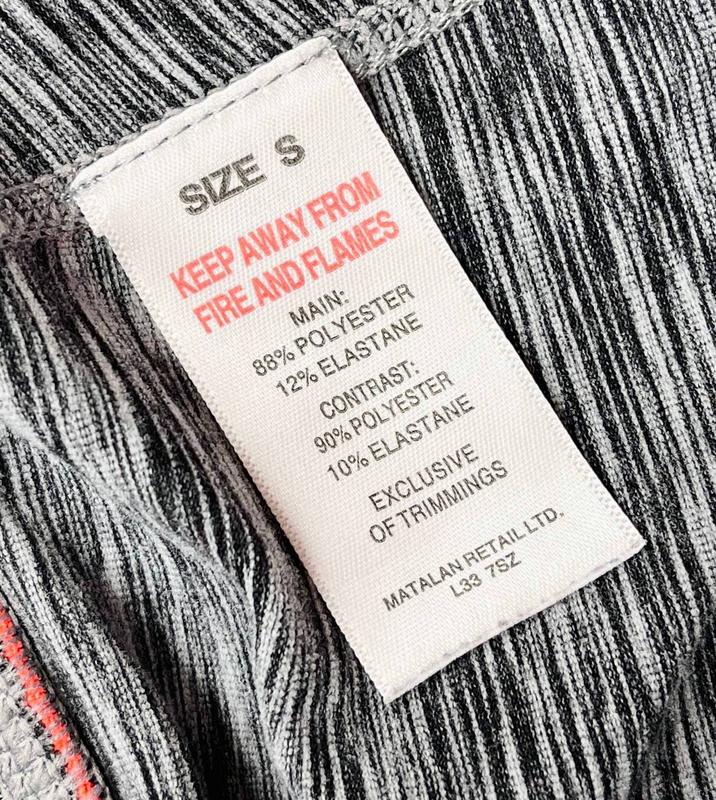 SIZE S
KEEP AWAY FROM
FIRE AND FLAMES
MAIN:
88% POLYESTER
12% ELASTANE
CONTRAST:
90% POLYESTER
10% ELASTANE
EXCLUSIVE
OF TRIMMINGS
MATALAN RETAIL LTD.
L33 7SZ